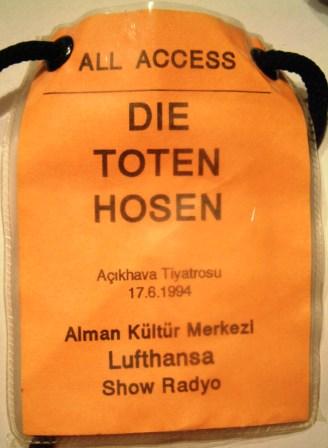 ALL ACCESS
DIE
TOTEN
HOSEN
Açıkhava Tiyatrosu
17.6.1994
Alman Kültür Merkezi
Lufthansa
Show Radyo